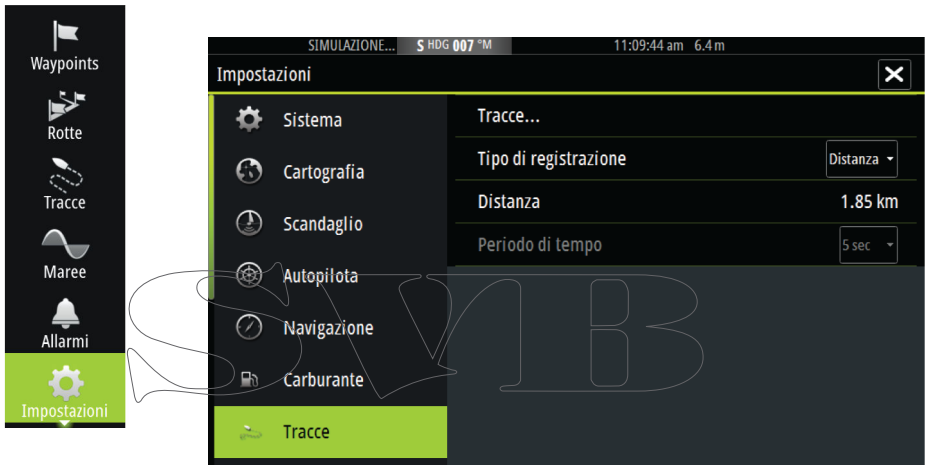 Waypoints
Rotte
Tracce
Maree
Allarmi
Impostazioni
SIMULAZIONE... S HDG 007 °M 11:09:44 am 6.4 m
Impostazioni
Sistema
Cartografia
Scandaglio
Autopilota
Navigazione
Carburante
Tracce
Tracce...
Tipo di registrazione Distanza
Distanza 1.85 km
Periodo di tempo 5 sec
SVB